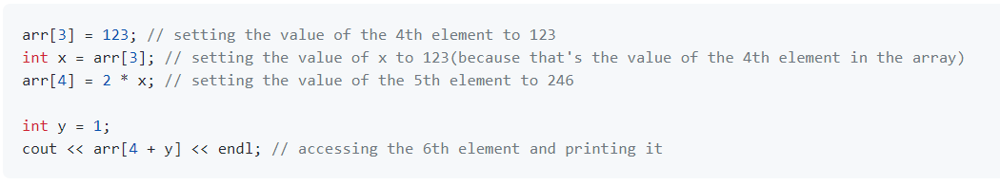 arr[3] = 123; // setting the value of the 4th element to 123
int x = arr[3]; // setting the value of x to 123(because that's the value of the 4th element in the array)
arr[4] = 2 * x; // setting the value of the 5th element to 246
int y = 1;
cout << arr[4 + y] << endl; // accessing the 6th element and printing it